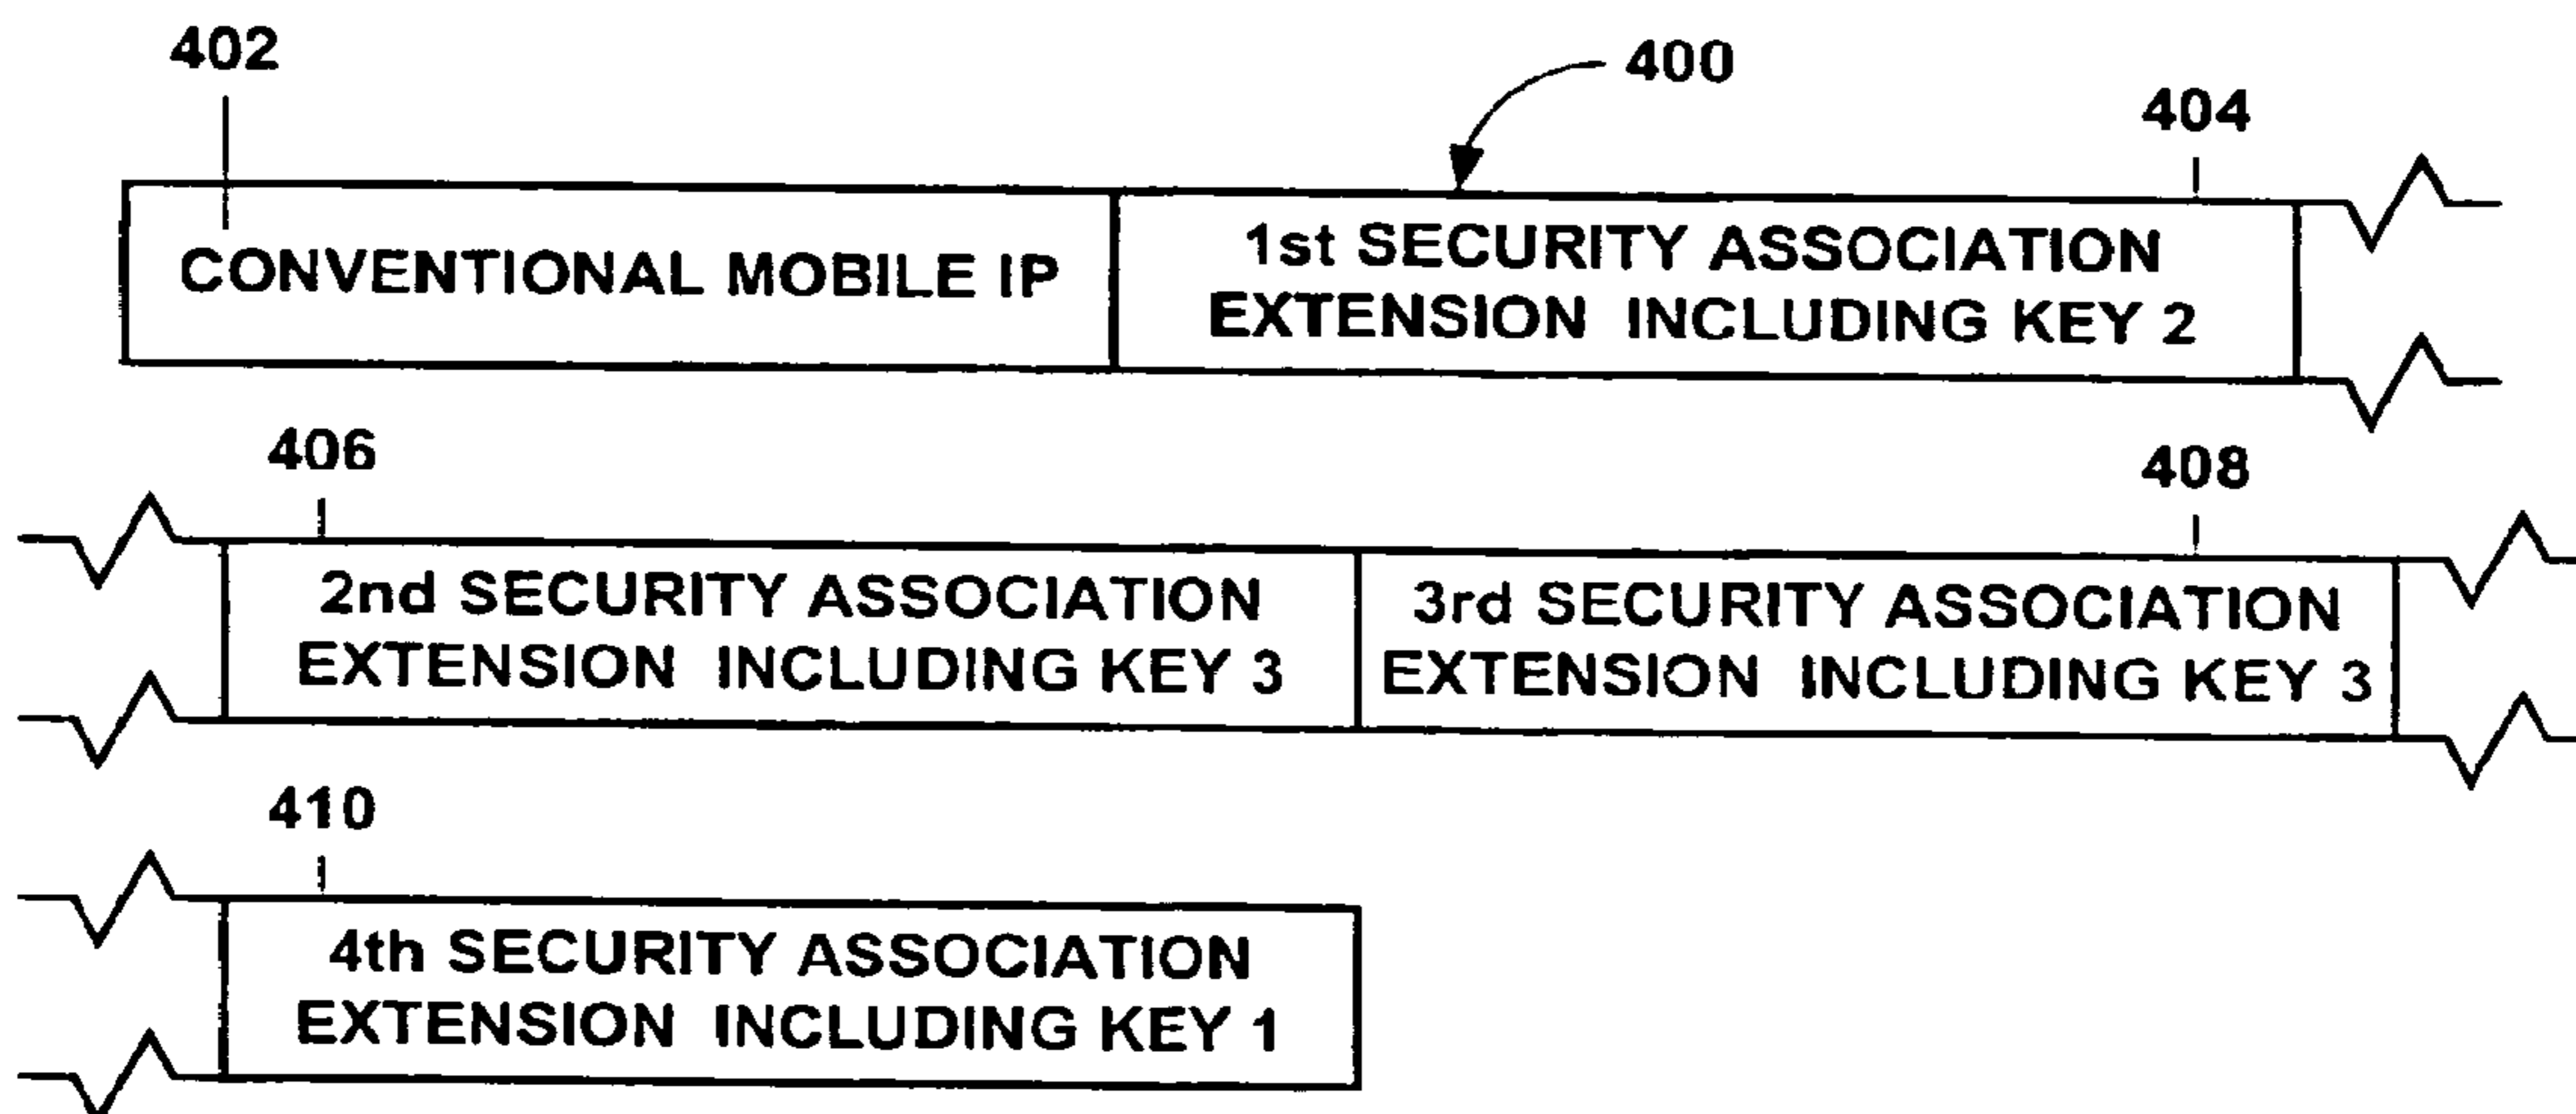 402
400
404
CONVENTIONAL MOBILE IP
1st SECURITY ASSOCIATION
EXTENSION INCLUDING KEY 2
406
408
2nd SECURITY ASSOCIATION
EXTENSION INCLUDING KEY 3
3rd SECURITY ASSOCIATION
EXTENSION INCLUDING KEY 3
410
4th SECURITY ASSOCIATION
EXTENSION INCLUDING KEY 1